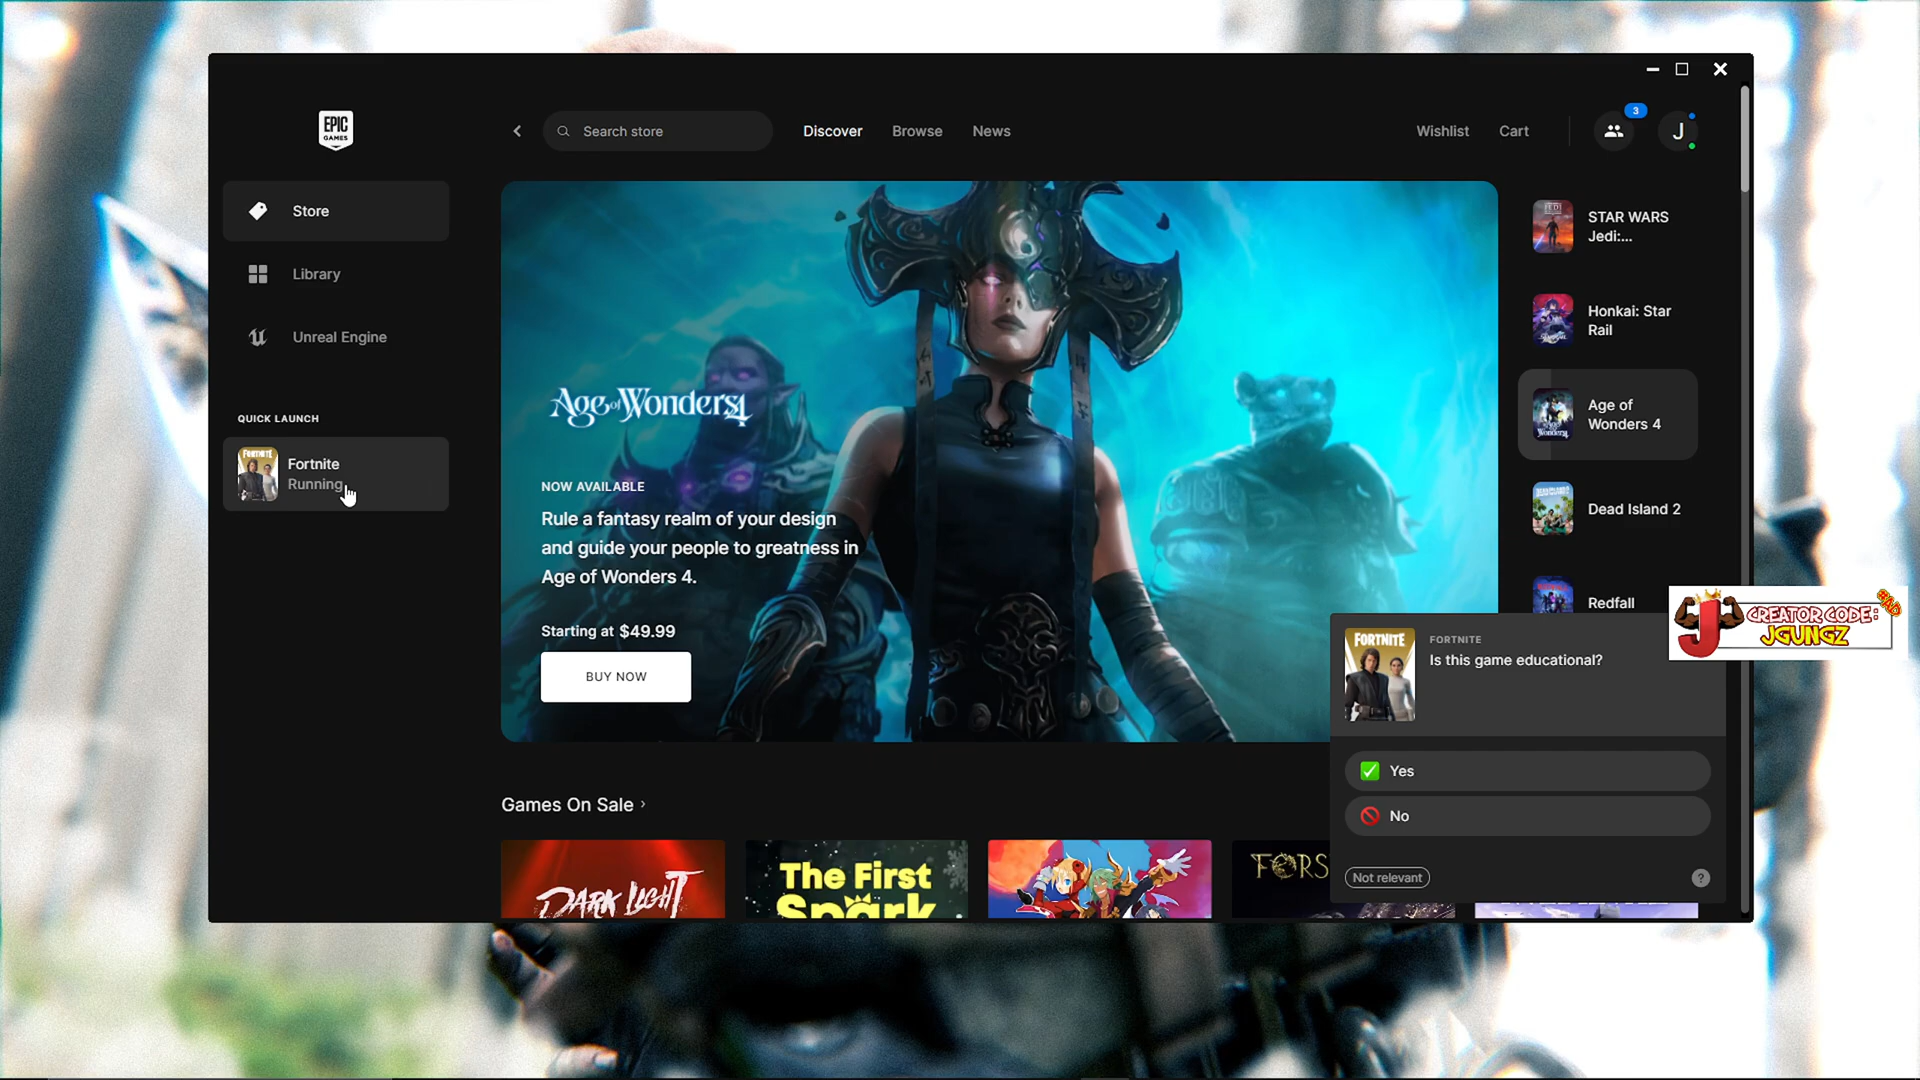 EPIC
GAMES
Search store
Discover
Browse
News
Wishlist
Cart
3
J
Store
Library
Unreal Engine
QUICK LAUNCH
FORTNITE
Fortnite
Running
Age of Wonders 4
NOW AVAILABLE
Rule a fantasy realm of your design
and guide your people to greatness in
Age of Wonders 4.
Starting at $49.99
BUY NOW
JEDI
STAR WARS
Jedi:...
Honkai: Star
Rail
Age of
Wonders 4
Dead Island 2
Redfall
J
CREATOR CODE:
JGUNGZ
#AD
FORTNITE
FORTNITE
Is this game educational?
Yes
No
Not relevant
?
Games On Sale
DARK LIGHT
The First
Spark
FORS